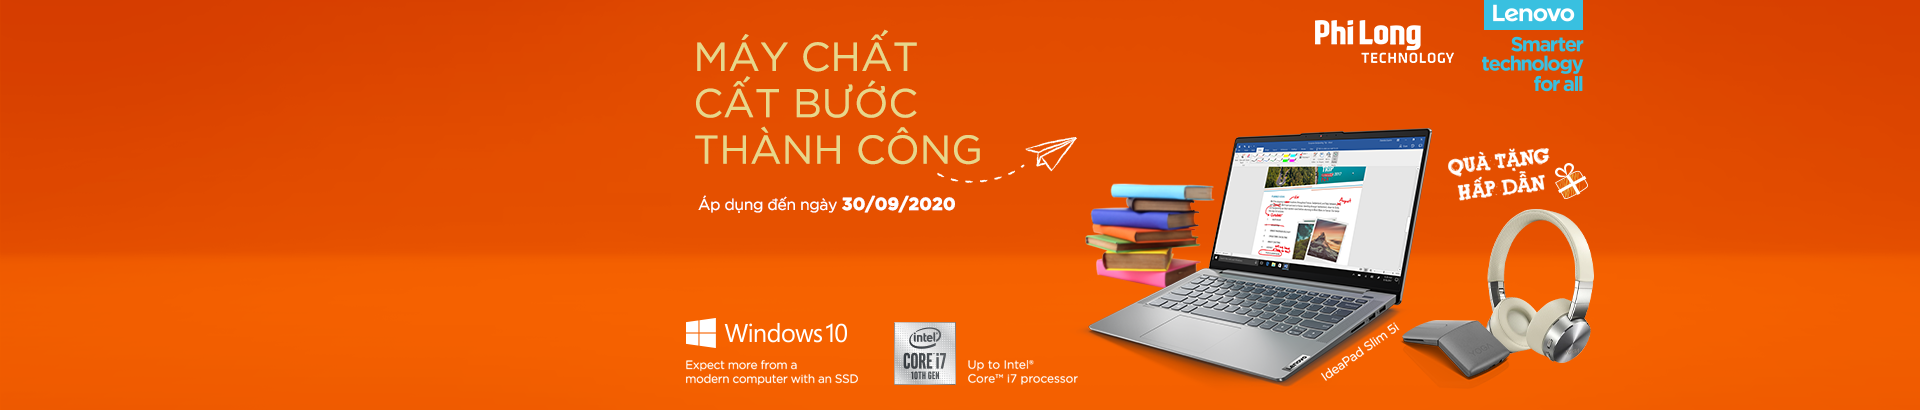 MÁY CHẤT
CẤT BƯỚC
THÀNH CÔNG
Áp dụng đến ngày 30/09/2020
Phi Long
TECHNOLOGY
Lenovo
Smarter
technology
for all
QUÀ TẶNG
HẤP DẪN
TRIP
Lenovo
IdeaPad Slim 5i
Windows 10
Expect more from a
modern computer with an SSD
intel
CORE i7
10TH GEN
Up to Intel®
Core™ i7 processor